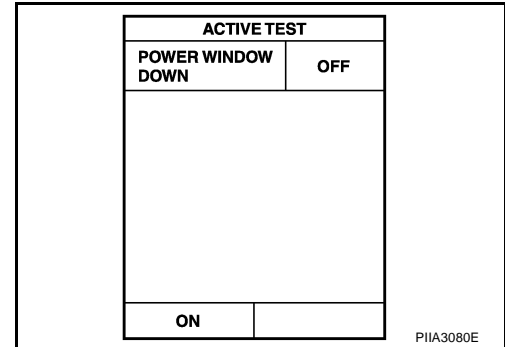 ACTIVE TEST
POWER WINDOW
DOWN
OFF
ON
PIIA3080E